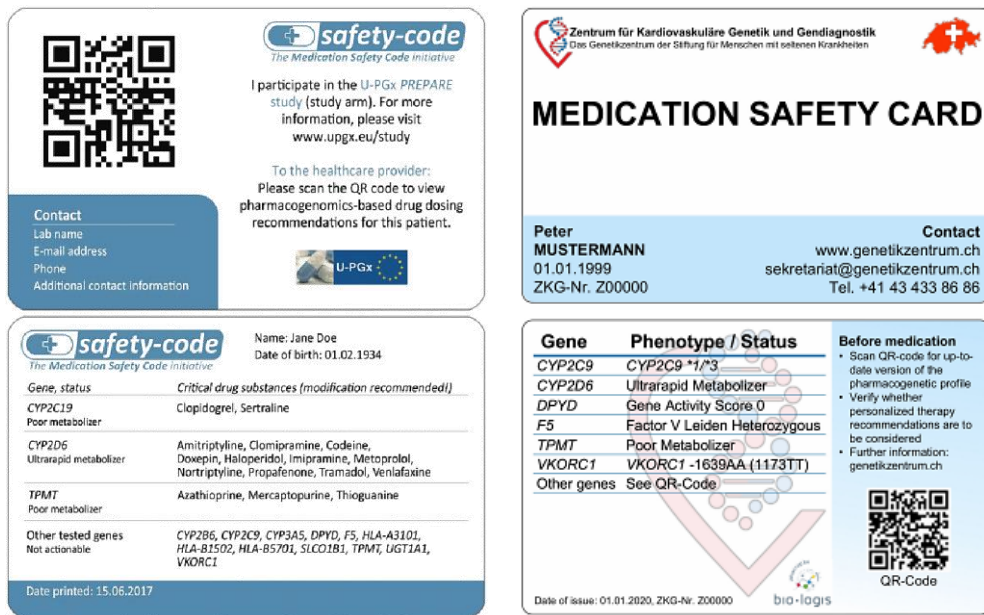 safety-code
The Medication Safety Code initiative
I participate in the U-PGx PREPARE
study (study arm). For more
information, please visit
www.upgx.eu/study
To the healthcare provider:
Please scan the QR code to view
pharmacogenomics-based drug dosing
recommendations for this patient.
U-PGx
Contact
Lab name
E-mail address
Phone
Additional contact information
Zentrum für Kardiovaskuläre Genetik und Gendiagnostik
Das Genetikzentrum der Stiftung für Menschen mit seltenen Krankheiten
MEDICATION SAFETY CARD
Peter
MUSTERMANN
01.01.1999
ZKG-Nr. Z00000
Contact
www.genetikzentrum.ch
sekretariat@genetikzentrum.ch
Tel. +41 43 433 86 86
safety-code
The Medication Safety Code initiative
Name: Jane Doe
Date of birth: 01.02.1934
Gene, status Critical drug substances (modification recommended!)
CYP2C19 Clopidogrel, Sertraline
Poor metabolizer
CYP2D6 Amitriptyline, Clomipramine, Codeine,
Ultrarapid metabolizer Doxepin, Haloperidol, Imipramine, Metoprolol,
Nortriptyline, Propafenone, Tramadol, Venlafaxine
TPMT Azathioprine, Mercaptopurine, Thioguanine
Poor metabolizer
Other tested genes CYP2B6, CYP2C9, CYP3A5, DPYD, F5, HLA-A3101,
Not actionable HLA-B1502, HLA-B5701, SLCO1B1, TPMT, UGT1A1,
VKORC1
Date printed: 15.06.2017
Gene Phenotype / Status
CYP2C9 CYP2C9 *1/*3
CYP2D6 Ultrarapid Metabolizer
DPYD Gene Activity Score 0
F5 Factor V Leiden Heterozygous
TPMT Poor Metabolizer
VKORC1 VKORC1 -1639AA (1173TT)
Other genes See QR-Code
Date of issue: 01.01.2020, ZKG-Nr. Z00000
bio•logis
Before medication
• Scan QR-code for up-to-
date version of the
pharmacogenetic profile
• Verify whether
personalized therapy
recommendations are to
be considered
• Further information:
genetikzentrum.ch
QR-Code